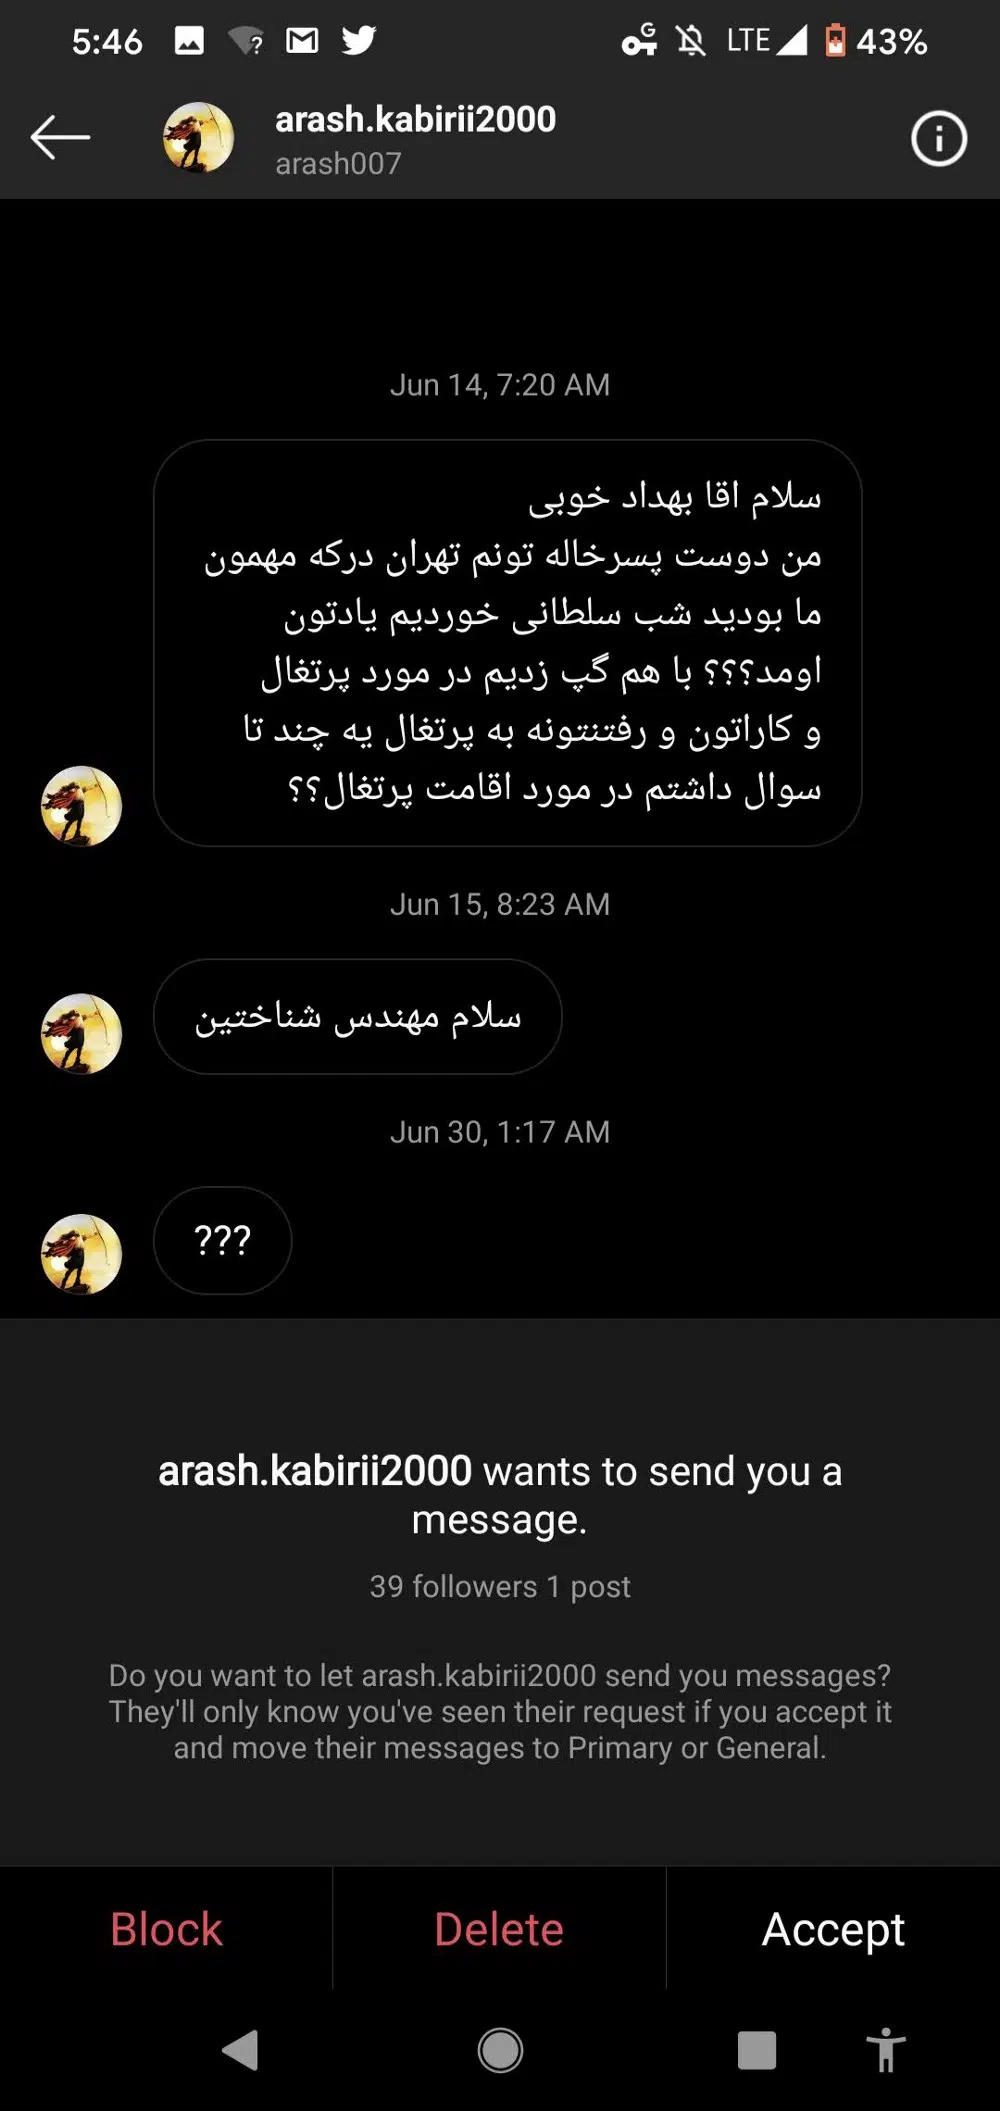 5:46
LTE 43%
arash.kabirii2000
arash007
Jun 14, 7:20 AM
سلام اقا بهداد خوبی
من دوست پسرخاله تونم تهران درکه مهمون
ما بودید شب سلطانی خوردیم یادتون
اومد؟؟؟ با هم گپ زدیم در مورد پرتغال
و کاراتون و رفتنتونه به پرتغال یه چند تا
سوال داشتم در مورد اقامت پرتغال؟؟
Jun 15, 8:23 AM
سلام مهندس شناختین
Jun 30, 1:17 AM
???
arash.kabirii2000 wants to send you a
message.
39 followers 1 post
Do you want to let arash.kabirii2000 send you messages?
They'll only know you've seen their request if you accept it
and move their messages to Primary or General.
Block Delete Accept